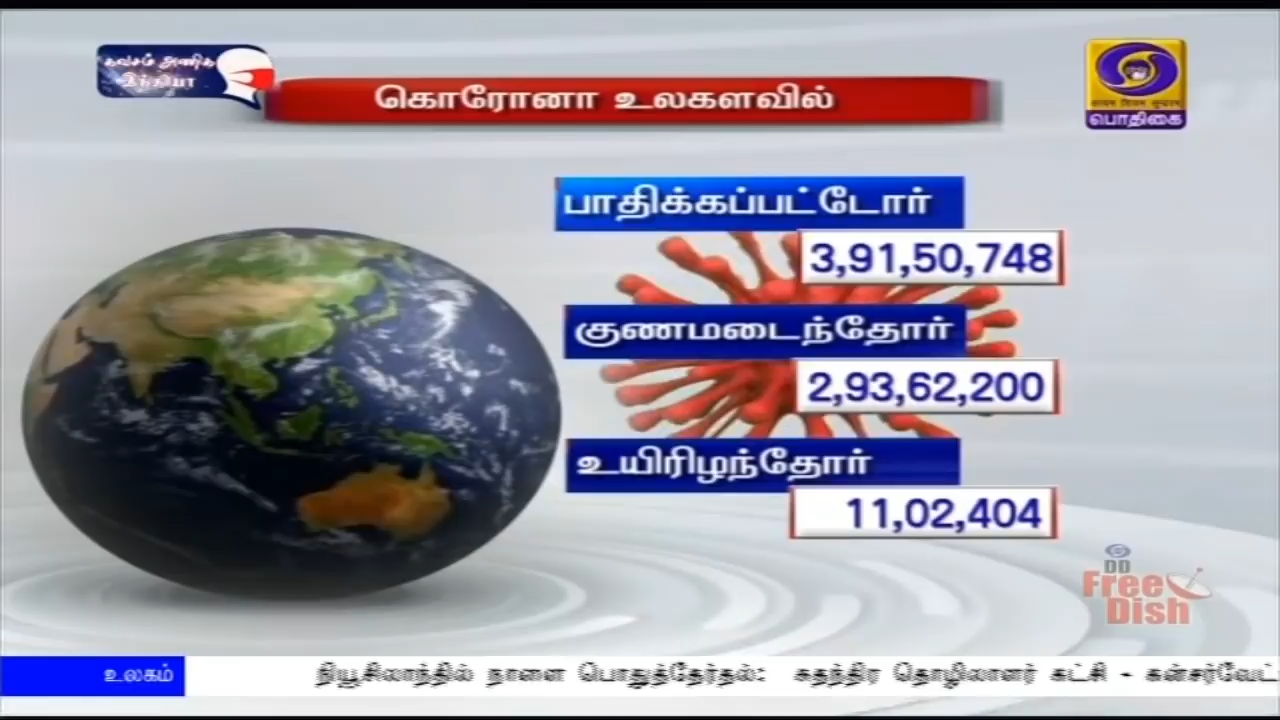 கவசம் அணிக
இந்தியா
கொரோனா உலகளவில்
பொதிகை
பாதிக்கப்பட்டோர்
3,91,50,748
குணமடைந்தோர்
2,93,62,200
உயிரிழந்தோர்
11,02,404
DD
Free
Dish
உலகம்
நியூசிலாந்தில் நாளை பொதுத்தேர்தல்: சுதந்திர தொழிலாளர் கட்சி - கன்சர்வேட்